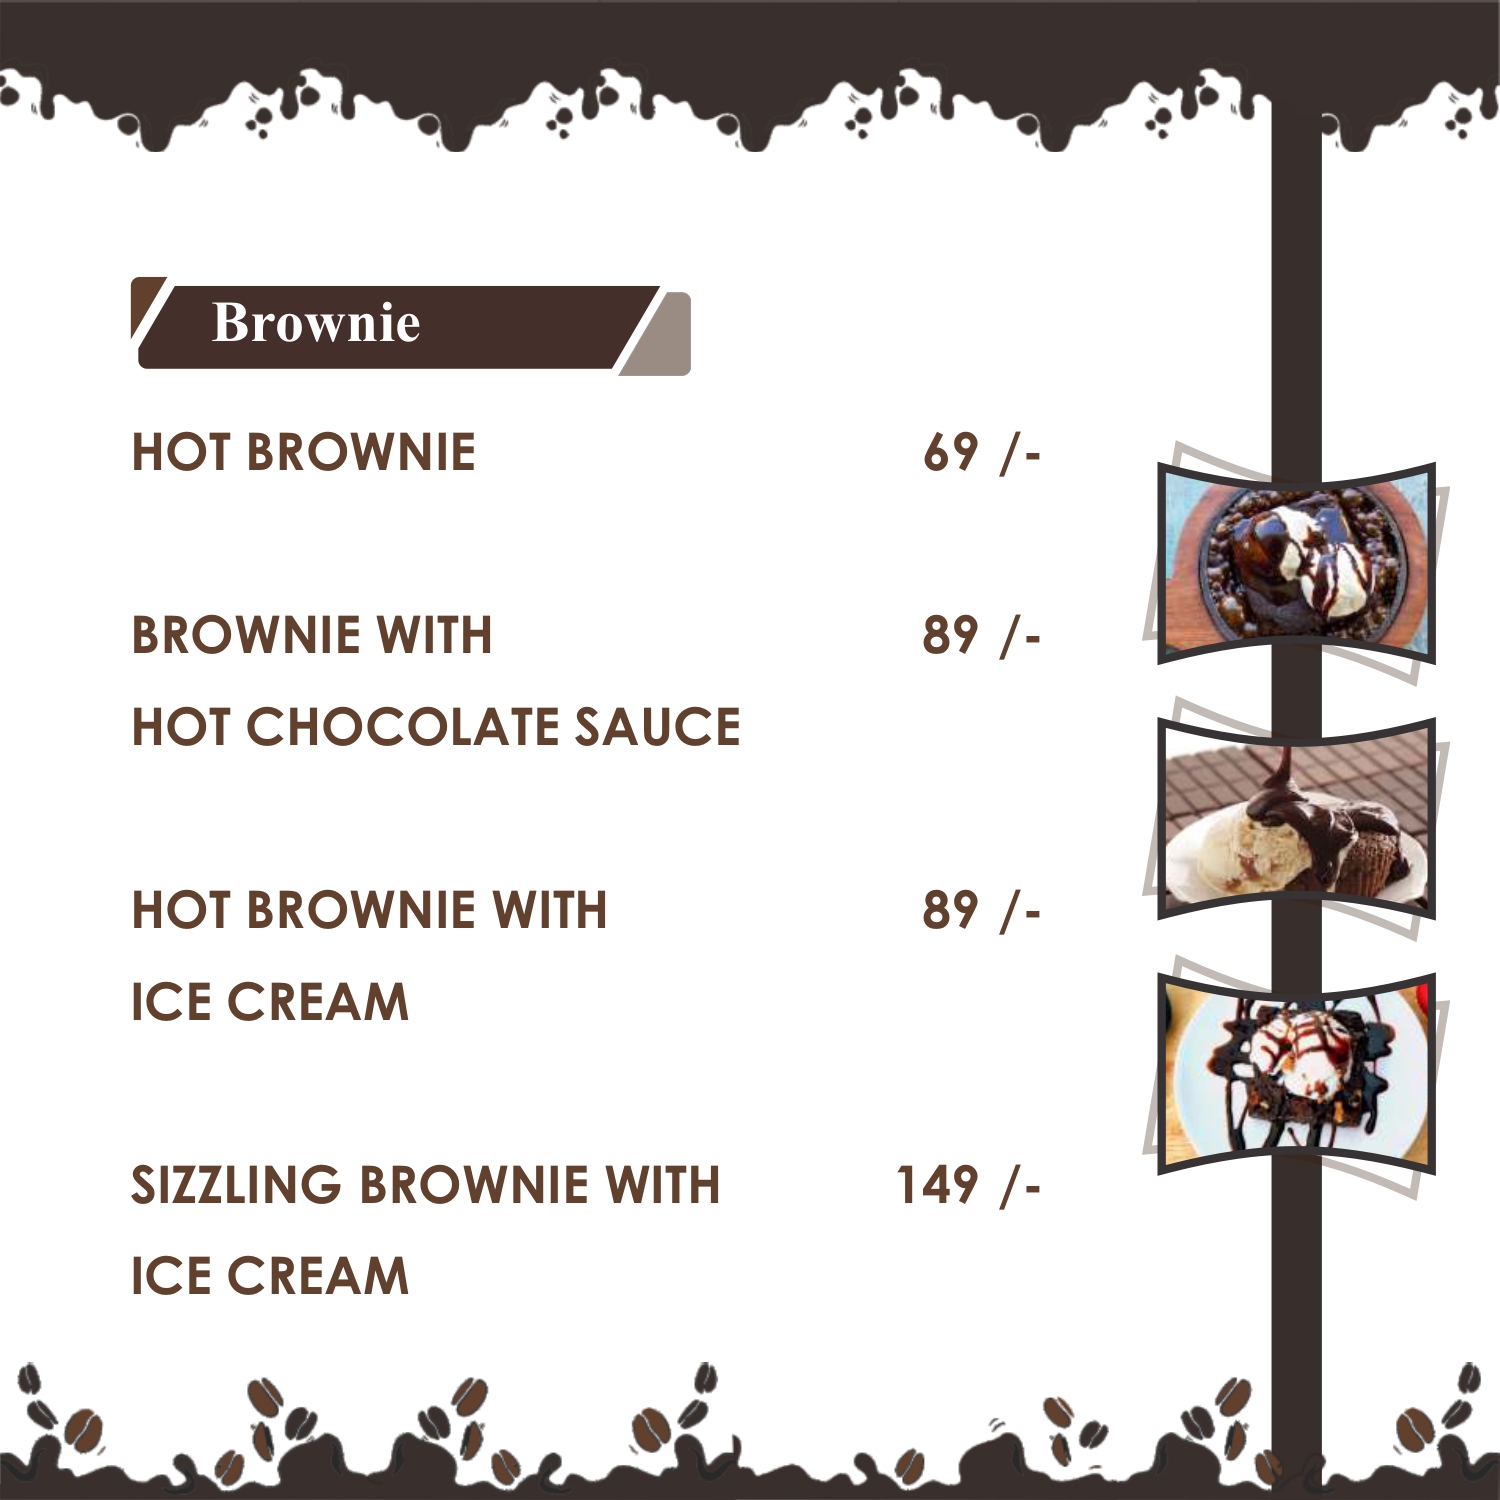 Brownie
HOT BROWNIE 69 /-
BROWNIE WITH 89 /-
HOT CHOCOLATE SAUCE
HOT BROWNIE WITH 89 /-
ICE CREAM
SIZZLING BROWNIE WITH 149 /-
ICE CREAM